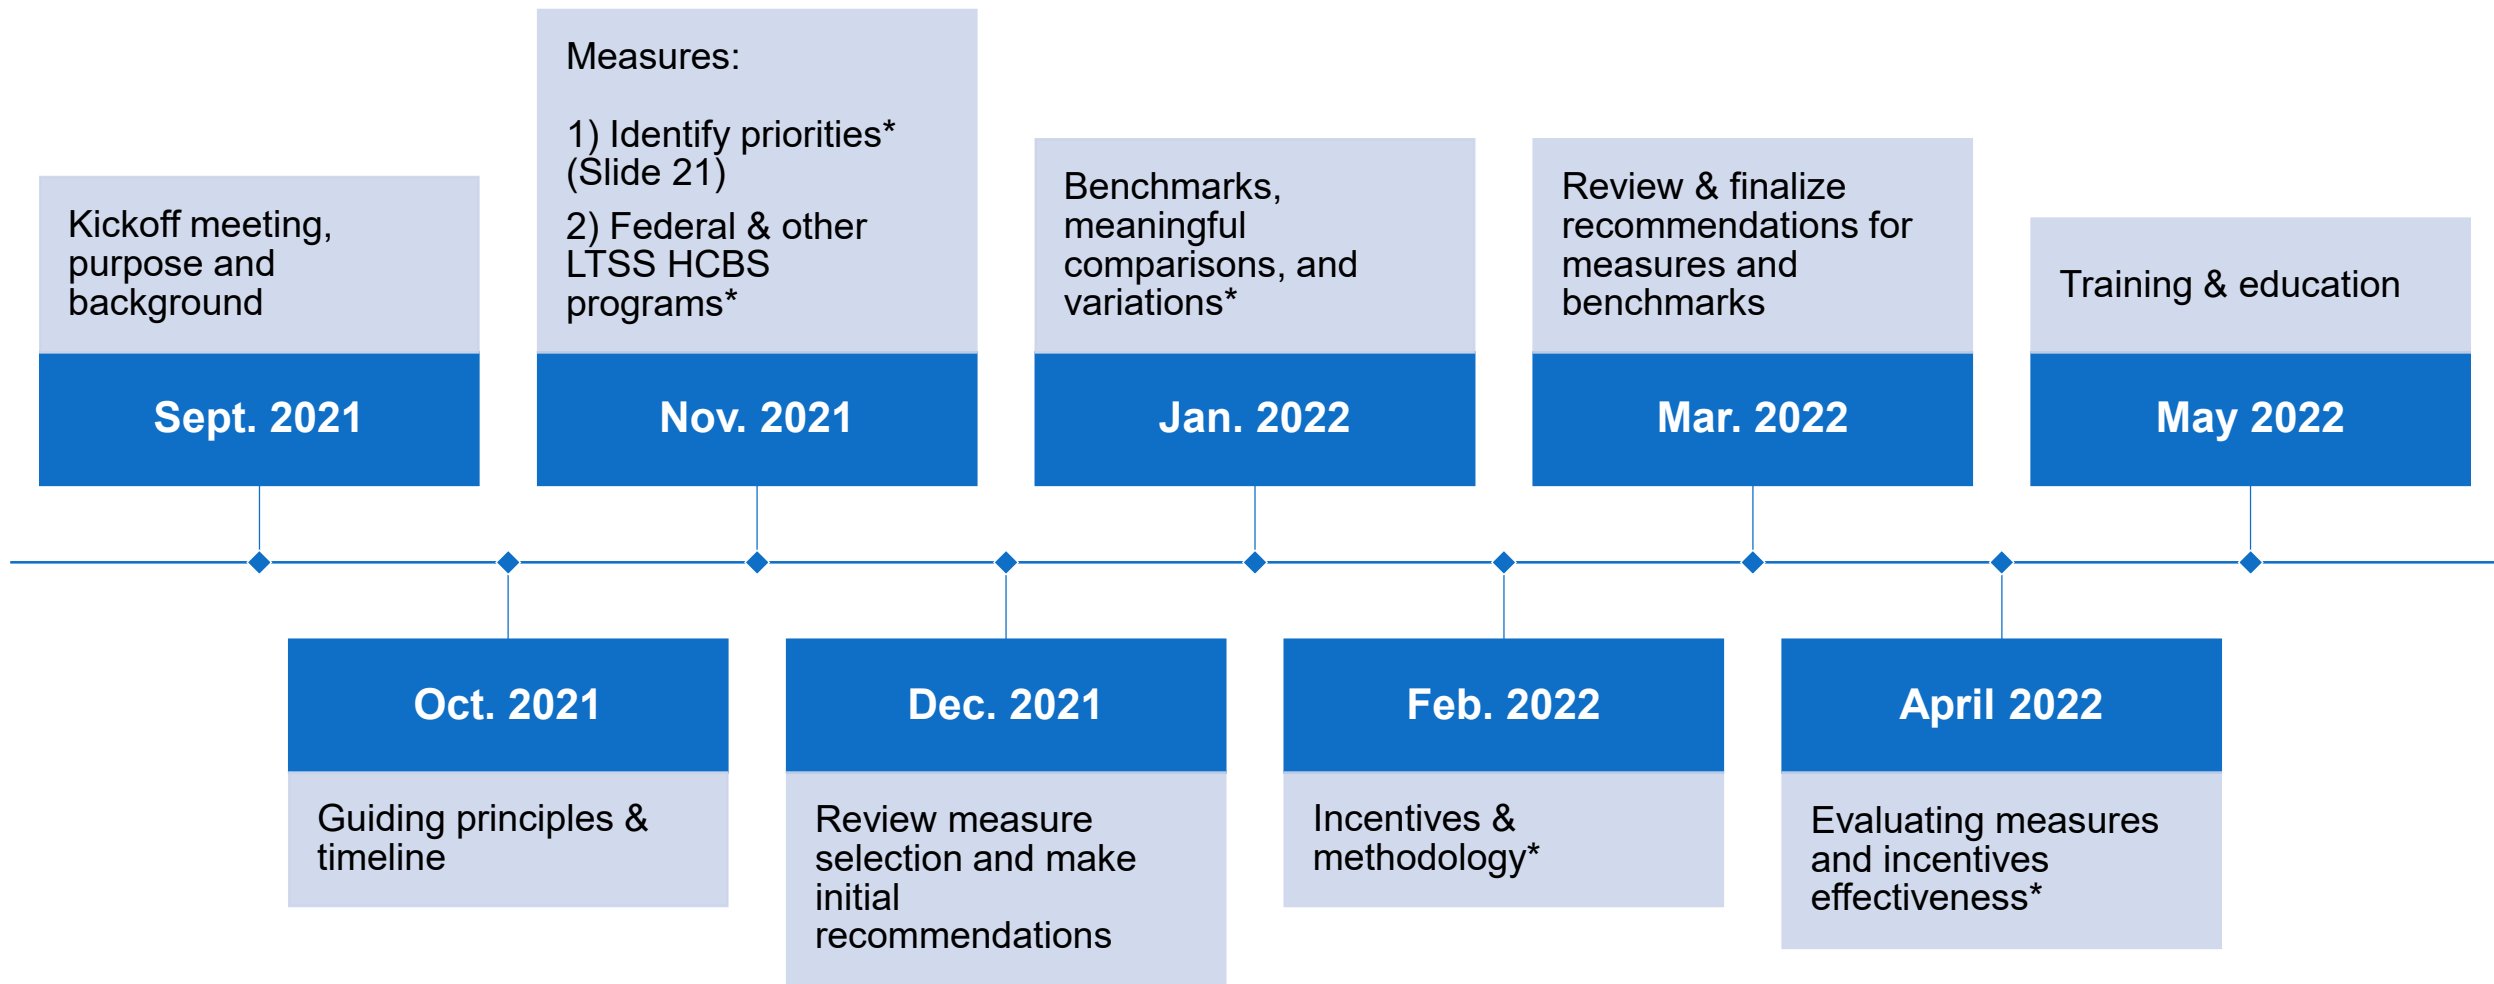 Kickoff meeting,
purpose and
background
Sept. 2021
Oct. 2021
Guiding principles &
timeline
Measures:
1) Identify priorities*
(Slide 21)
2) Federal & other
LTSS HCBS
programs*
Nov. 2021
Dec. 2021
Review measure
selection and make
initial
recommendations
Benchmarks,
meaningful
comparisons, and
variations*
Jan. 2022
Feb. 2022
Incentives &
methodology*
Review & finalize
recommendations for
measures and
benchmarks
Mar. 2022
April 2022
Evaluating measures
and incentives
effectiveness*
Training & education
May 2022